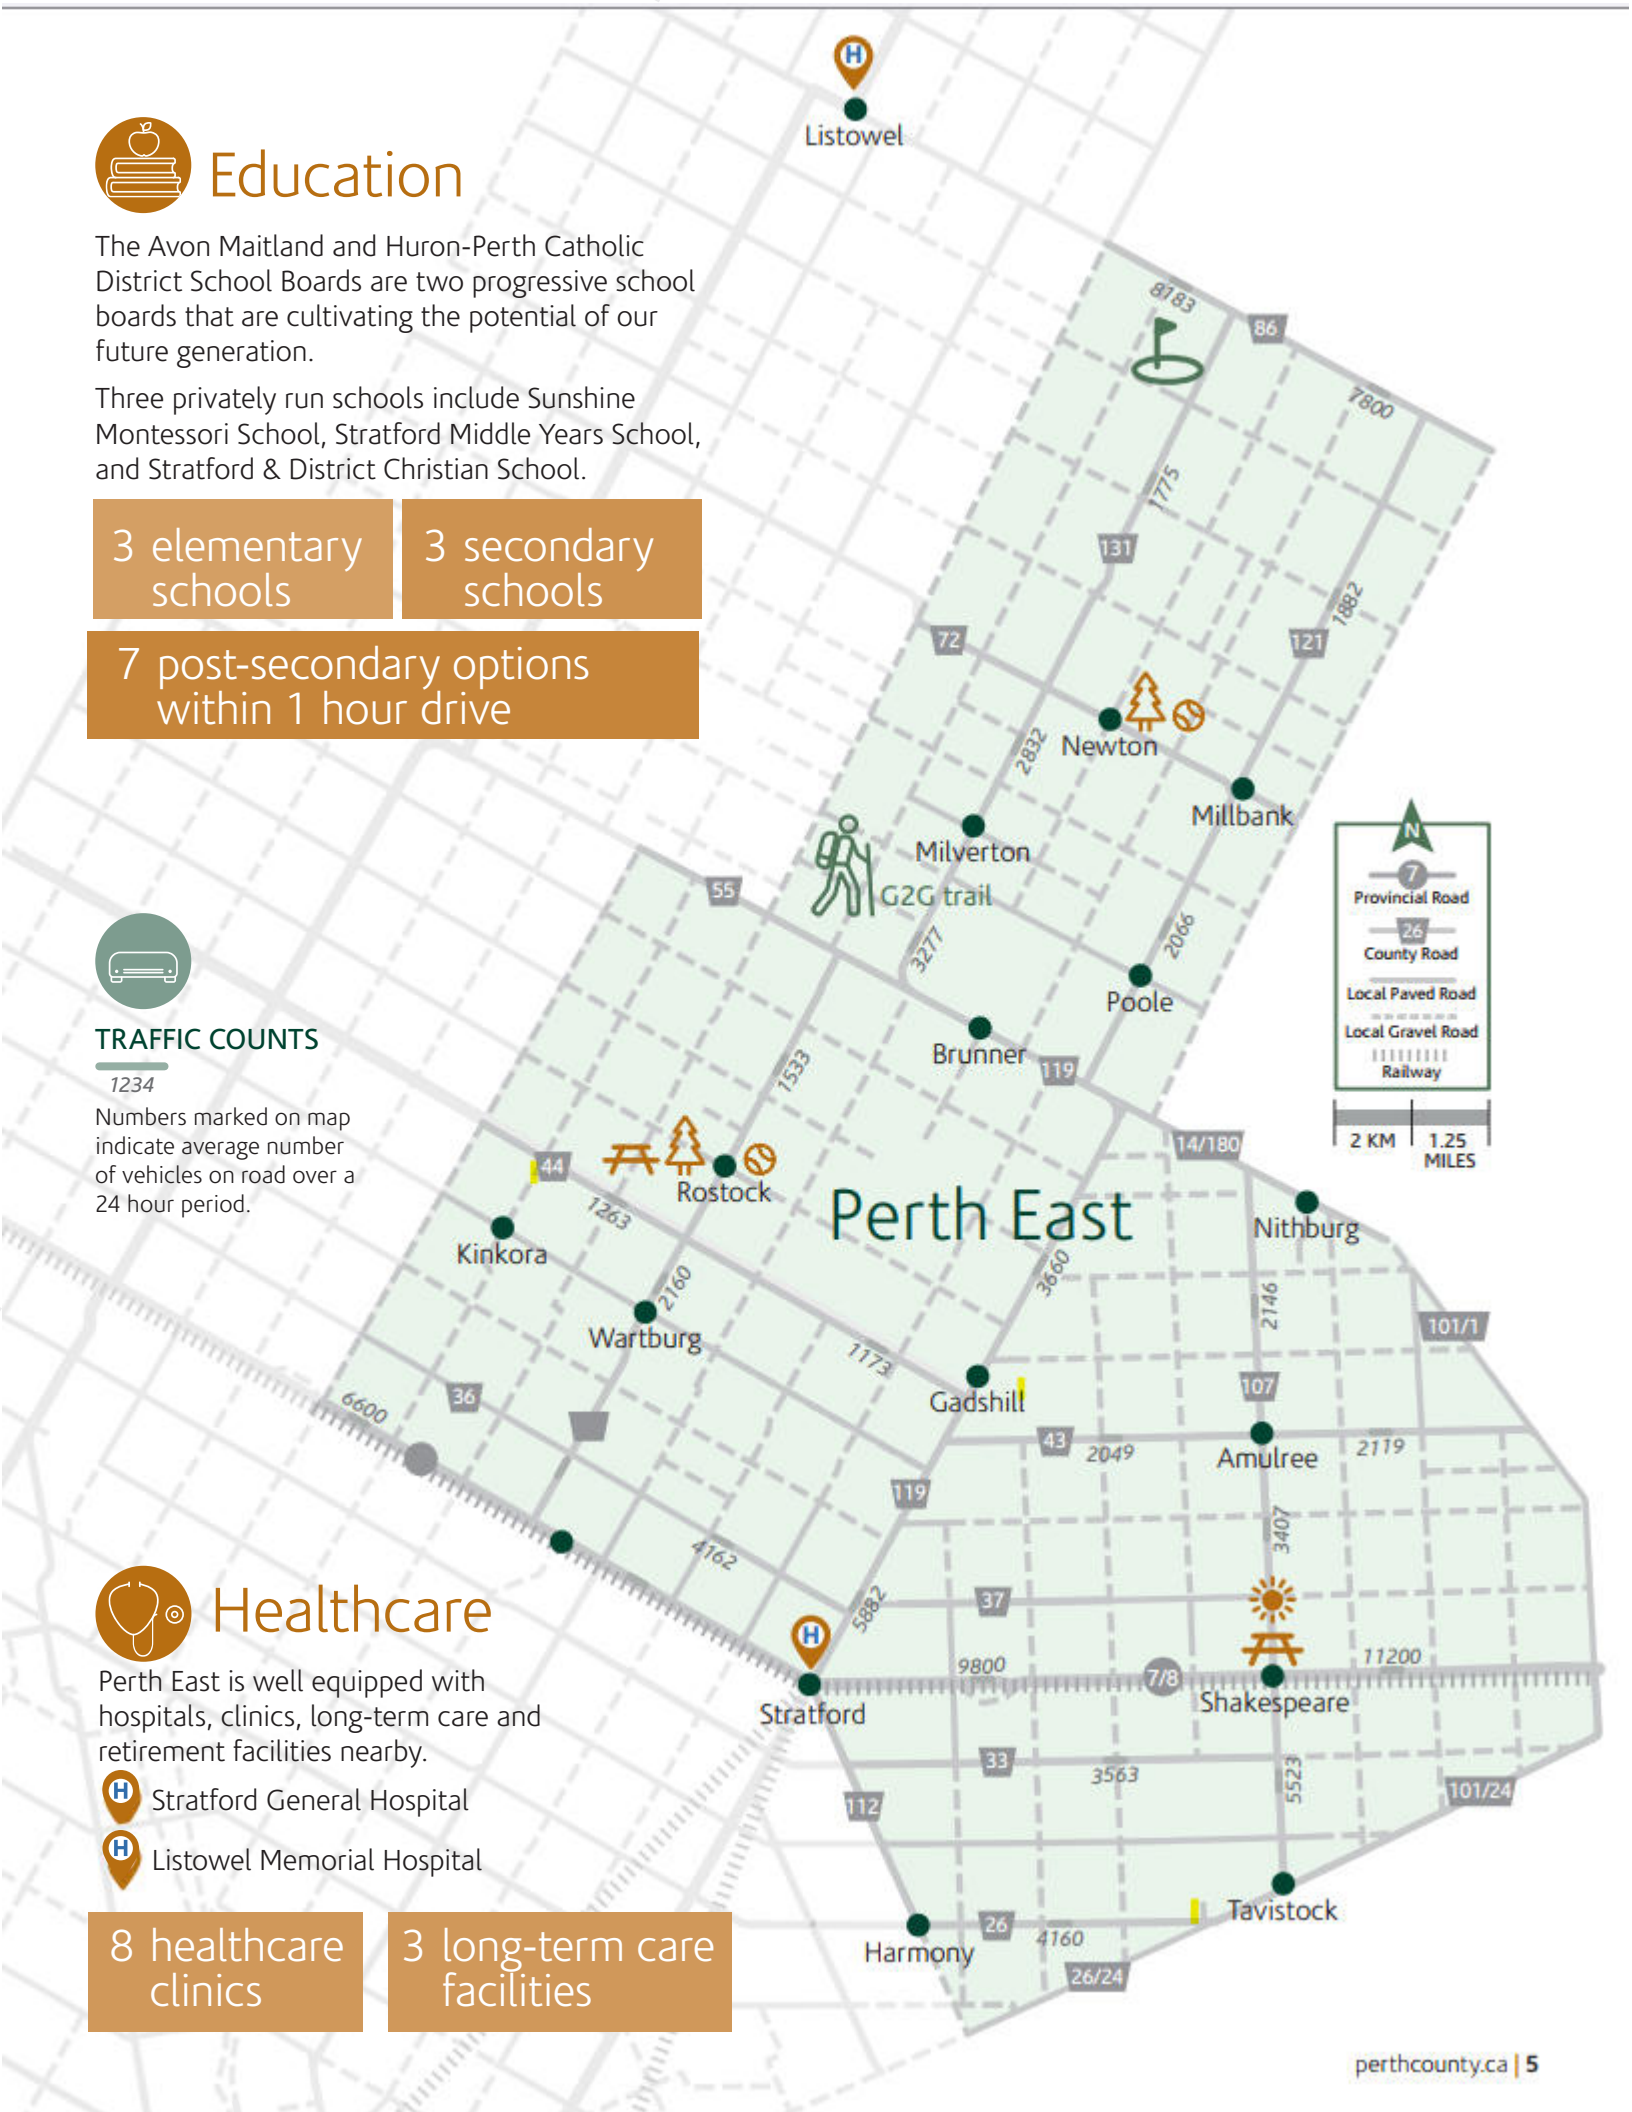 Education
The Avon Maitland and Huron-Perth Catholic
District School Boards are two progressive school
boards that are cultivating the potential of our
future generation.
Three privately run schools include Sunshine
Montessori School, Stratford Middle Years School,
and Stratford & District Christian School.
3 elementary
schools
3 secondary
schools
7 post-secondary options
within 1 hour drive
TRAFFIC COUNTS
1234
Numbers marked on map
indicate average number
of vehicles on road over a
24 hour period.
Healthcare
Perth East is well equipped with
hospitals, clinics, long-term care and
retirement facilities nearby.
H Stratford General Hospital
H Listowel Memorial Hospital
8 healthcare
clinics
3 long-term care
facilities
H
Listowel
8183
86
7800
1775
131
1882
121
72
Newton
2832
Millbank
Milverton
G2G trail
55
3277
2066
Poole
Brunner
119
1533
14/180
44
Rostock
1263
Perth East
Nithburg
Kinkora
3660
2160
2146
101/1
Wartburg
1173
107
Gadshill
6600
36
43
2049
Amulree
2119
119
3407
4162
37
5882
H
9800
7/8
11200
Stratford
Shakespeare
33
3563
5523
101/24
112
Tavistock
26
4160
Harmony
26/24
N
7
Provincial Road
26
County Road
Local Paved Road
Local Gravel Road
Railway
2 KM
1.25
MILES
perthcounty.ca | 5